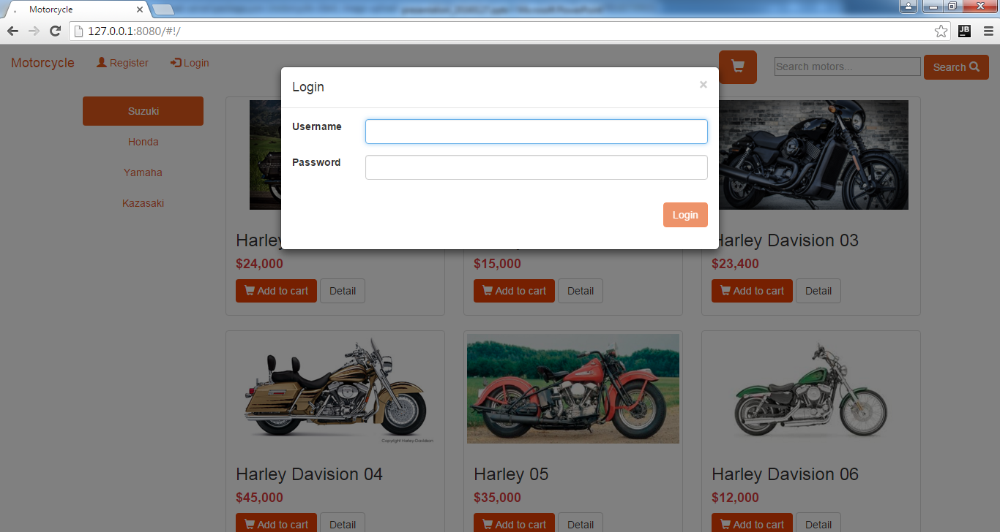 Motorcycle
127.0.0.1:8080/#!/
JB
Motorcycle
Register
Login
Search motors...
Search
Login
×
Username
Password
Login
Suzuki
Honda
Yamaha
Kazasaki
Harley
$24,000
Add to cart
Detail
$15,000
Add to cart
Detail
Harley Davision 03
$23,400
Add to cart
Detail
Copyright Harley-Davidson
Harley Davision 04
$45,000
Add to cart
Detail
Harley 05
$35,000
Add to cart
Detail
Harley Davision 06
$12,000
Add to cart
Detail